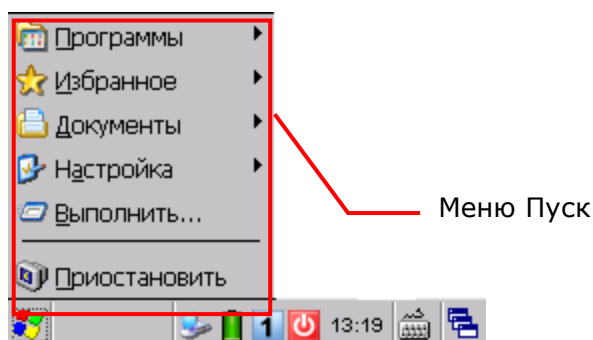 Программы
Избранное
Документы
Настройка
Выполнить...
Меню Пуск
Приостановить
1
13:19